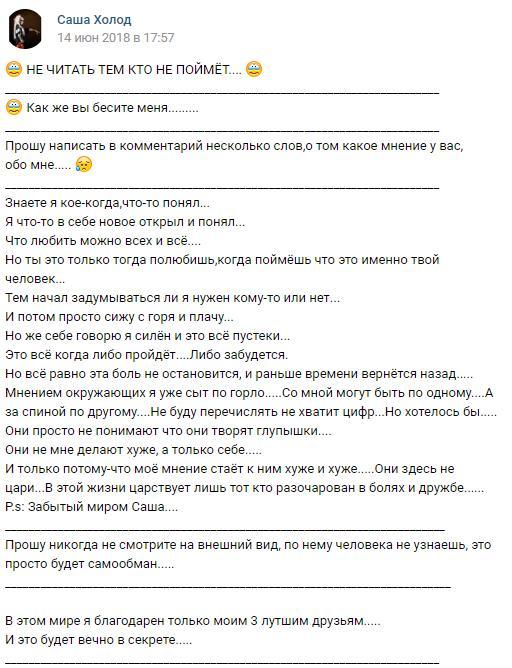 Саша Холод
14 июн 2018 в 17:57
НЕ ЧИТАТЬ ТЕМ КТО НЕ ПОЙМЁТ....
Как же вы бесите меня.........
Прошу написать в комментарий несколько слов,о том какое мнение у вас,
обо мне.....
Знаете я кое-когда,что-то понял...
Я что-то в себе новое открыл и понял...
Что любить можно всех и всё....
Но ты это только тогда полюбишь,когда поймёшь что это именно твой
человек...
Тем начал задумываться ли я нужен кому-то или нет...
И потом просто сижу с горя и плачу...
Но же себе говорю я силён и это всё пустеки...
Это всё когда либо пройдёт....Либо забудется.
Но всё равно эта боль не остановится, и раньше времени вернётся назад.....
Мнением окружающих я уже сыт по горло.....Со мной могут быть по одному....А
за спиной по другому....Не буду перечислять не хватит цифр...Но хотелось бы.....
Они просто не понимают что они творят глупышки....
Они не мне делают хуже, а только себе.....
И только потому-что моё мнение стаёт к ним хуже и хуже.....Они здесь не
цари...В этой жизни царствует лишь тот кто разочарован в болях и дружбе......
P.s: Забытый миром Саша....
Прошу никогда не смотрите на внешний вид, по нему человека не узнаешь, это
просто будет самообман.....
В этом мире я благодарен только моим 3 лутшим друзьям.....
И это будет вечно в секрете.....